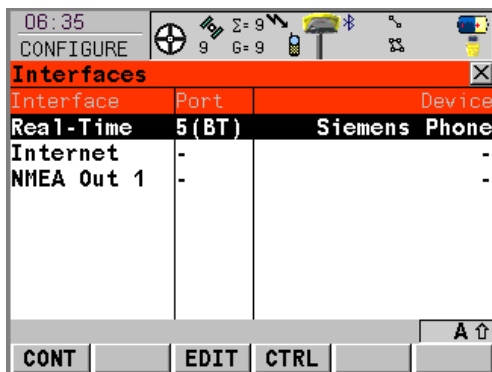 06:35
CONFIGURE
Σ= 9
9 G= 9
Interfaces
Interface Port Device
Real-Time 5(BT) Siemens Phone
Internet - -
NMEA Out 1 - -
A ⇧
CONT EDIT CTRL